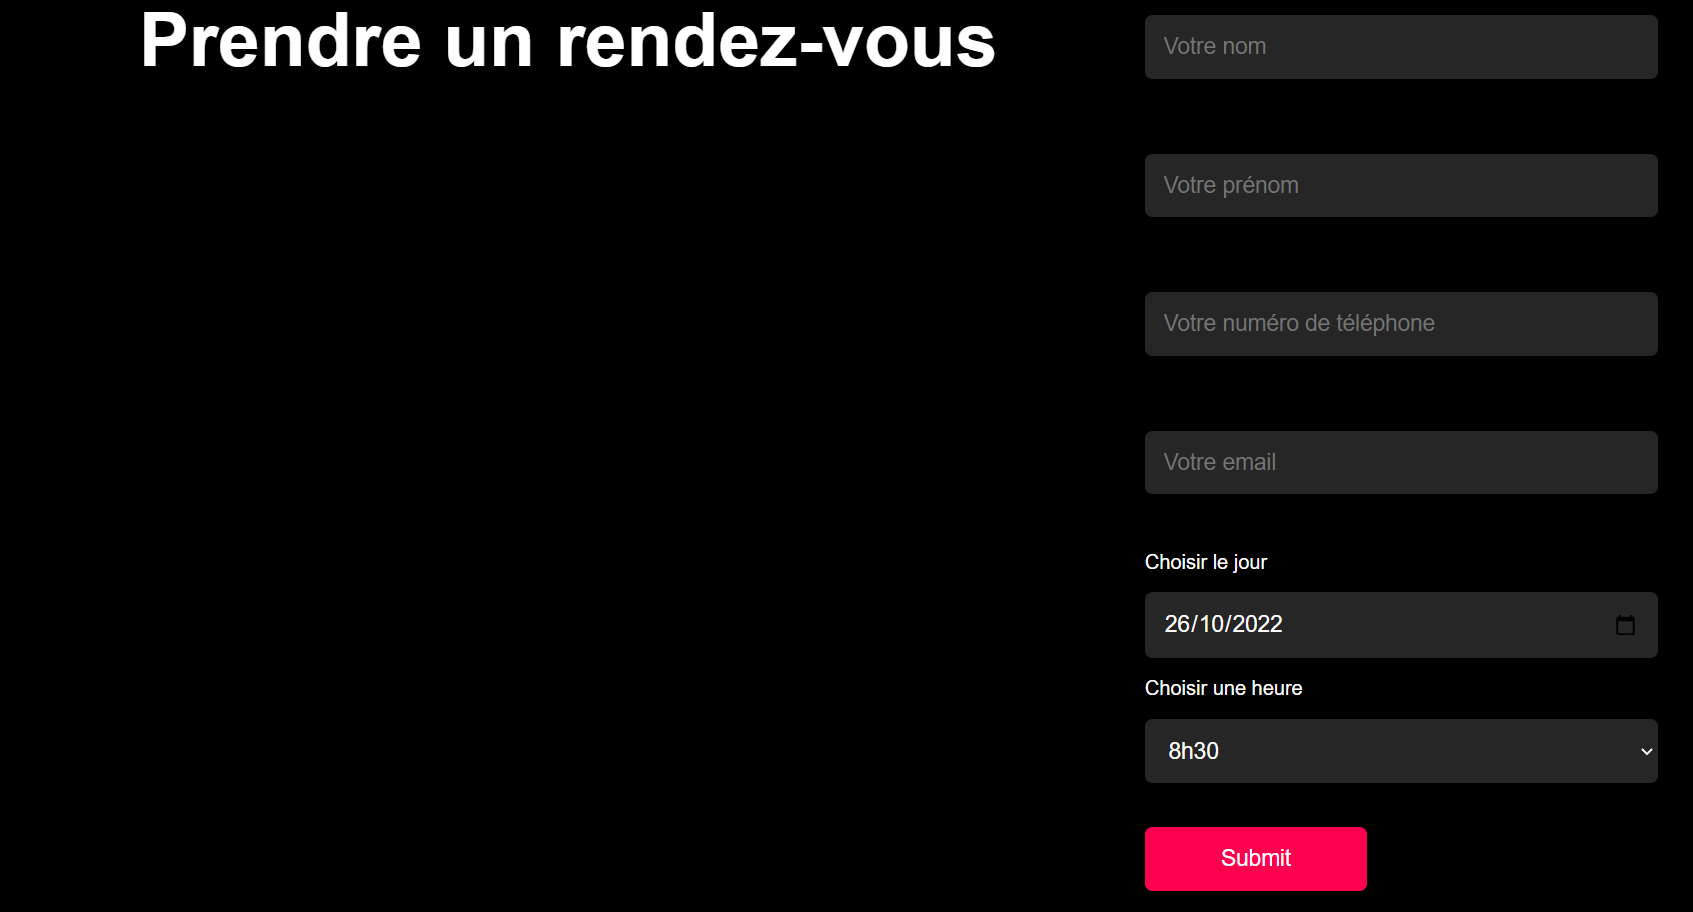 Prendre un rendez-vous
Votre nom
Votre prénom
Votre numéro de téléphone
Votre email
Choisir le jour
26/10/2022
Choisir une heure
8h30
Submit